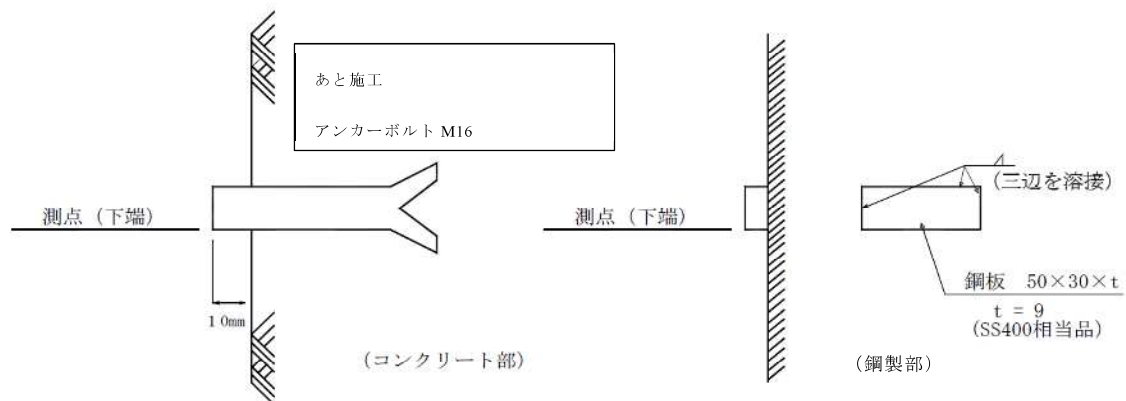 あと施工
アンカーボルト M16
測点（下端）
10mm
（コンクリート部）
測点（下端）
（三辺を溶接）
鋼板　50×30×t
t = 9
（SS400相当品）
（鋼製部）